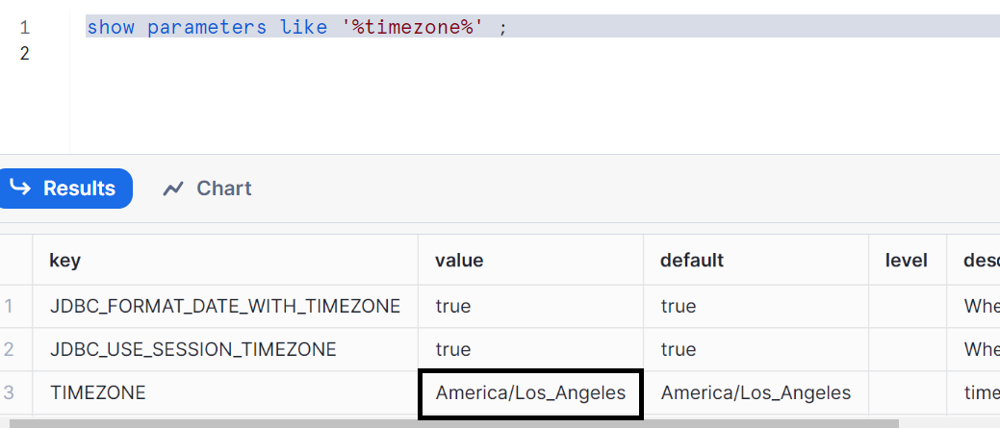 1 show parameters like '%timezone%' ;
2
Results Chart
key value default level desc
1 JDBC_FORMAT_DATE_WITH_TIMEZONE true true Whe
2 JDBC_USE_SESSION_TIMEZONE true true Whe
3 TIMEZONE America/Los_Angeles America/Los_Angeles time